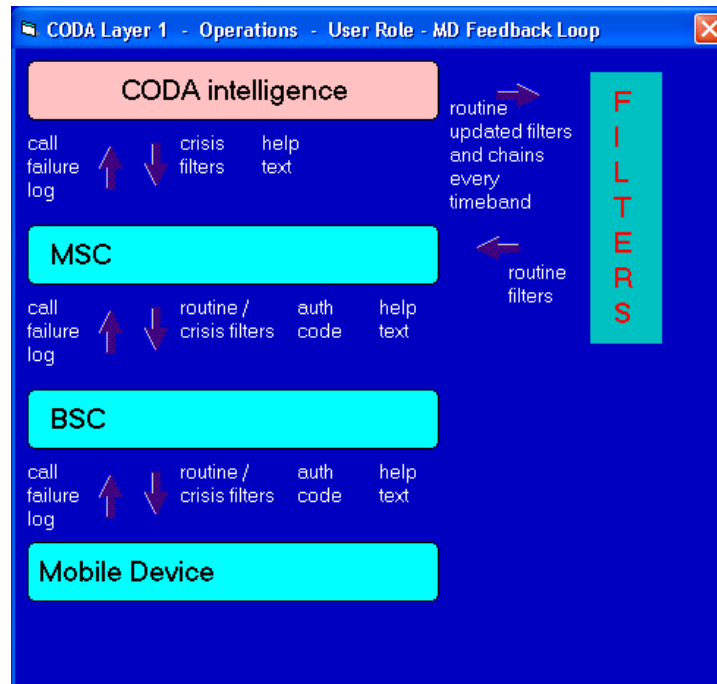 CODA Layer 1 - Operations - User Role - MD Feedback Loop
CODA intelligence
call
failure
log
crisis
filters
help
text
routine
updated filters
and chains
every
timeband
FILTERS
MSC
routine
filters
call
failure
log
routine /
crisis filters
auth
code
help
text
BSC
call
failure
log
routine /
crisis filters
auth
code
help
text
Mobile Device